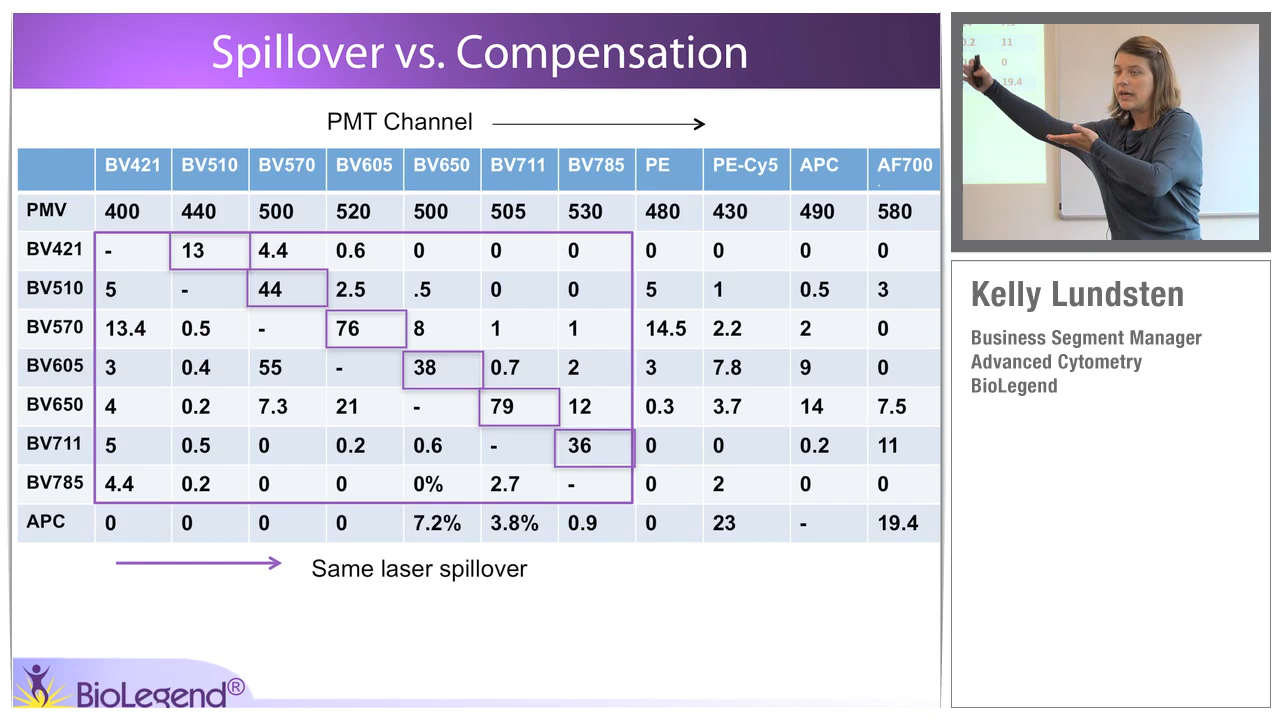 Spillover vs. Compensation
PMT Channel
BV421 BV510 BV570 BV605 BV650 BV711 BV785 PE PE-Cy5 APC AF700
PMV 400 440 500 520 500 505 530 480 430 490 580
BV421 - 13 4.4 0.6 0 0 0 0 0 0 0
BV510 5 - 44 2.5 .5 0 0 5 1 0.5 3
BV570 13.4 0.5 - 76 8 1 1 14.5 2.2 2 0
BV605 3 0.4 55 - 38 0.7 2 3 7.8 9 0
BV650 4 0.2 7.3 21 - 79 12 0.3 3.7 14 7.5
BV711 5 0.5 0 0.2 0.6 - 36 0 0 0.2 11
BV785 4.4 0.2 0 0 0% 2.7 - 0 2 0 0
APC 0 0 0 0 7.2% 3.8% 0.9 0 23 - 19.4
Same laser spillover
BioLegend®
0.2 11
0
19.4
Kelly Lundsten
Business Segment Manager
Advanced Cytometry
BioLegend